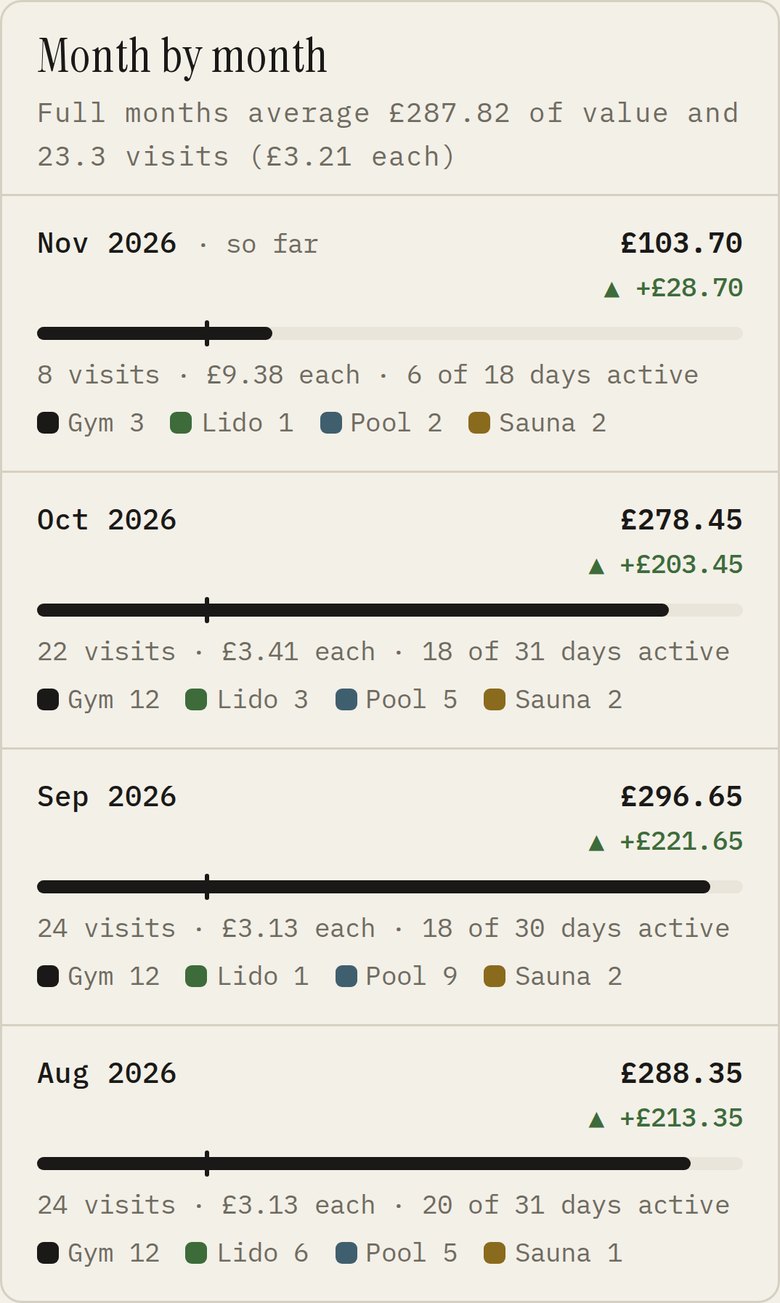 Month by month
Full months average £287.82 of value and
23.3 visits (£3.21 each)
Nov 2026 · so far £103.70
▲ +£28.70
8 visits · £9.38 each · 6 of 18 days active
Gym 3 Lido 1 Pool 2 Sauna 2
Oct 2026 £278.45
▲ +£203.45
22 visits · £3.41 each · 18 of 31 days active
Gym 12 Lido 3 Pool 5 Sauna 2
Sep 2026 £296.65
▲ +£221.65
24 visits · £3.13 each · 18 of 30 days active
Gym 12 Lido 1 Pool 9 Sauna 2
Aug 2026 £288.35
▲ +£213.35
24 visits · £3.13 each · 20 of 31 days active
Gym 12 Lido 6 Pool 5 Sauna 1